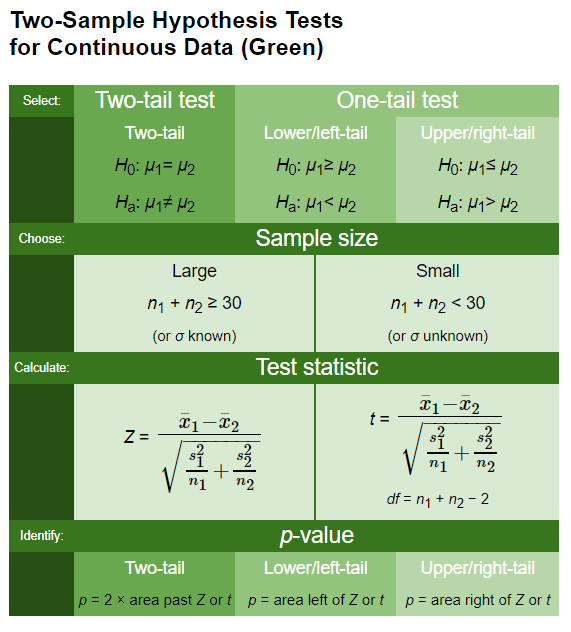 Two-Sample Hypothesis Tests
for Continuous Data (Green)
Select: Two-tail test One-tail test
Two-tail Lower/left-tail Upper/right-tail
H₀: μ₁= μ₂ H₀: μ₁≥ μ₂ H₀: μ₁≤ μ₂
Hₐ: μ₁≠ μ₂ Hₐ: μ₁< μ₂ Hₐ: μ₁> μ₂
Choose: Sample size
Large Small
n₁ + n₂ ≥ 30 n₁ + n₂ < 30
(or σ known) (or σ unknown)
Calculate: Test statistic
Z = (x̄₁−x̄₂) / √(s₁²/n₁ + s₂²/n₂) t = (x̄₁−x̄₂) / √(s₁²/n₁ + s₂²/n₂)
df = n₁ + n₂ − 2
Identify: p-value
Two-tail Lower/left-tail Upper/right-tail
p = 2 × area past Z or t p = area left of Z or t p = area right of Z or t